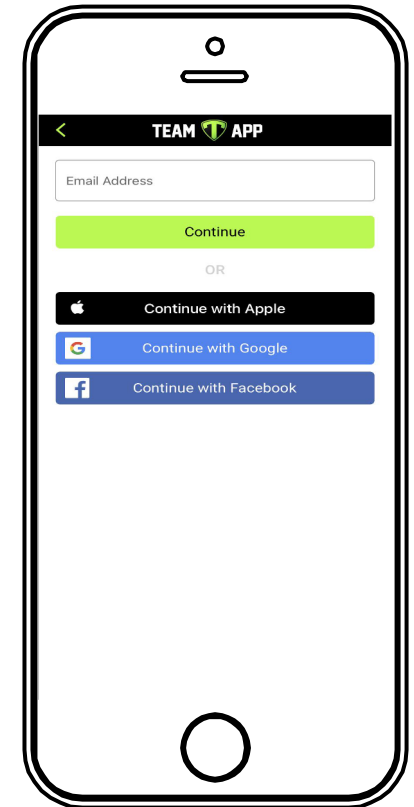 TEAM T APP
Email Address
Continue
OR
Continue with Apple
G Continue with Google
f Continue with Facebook